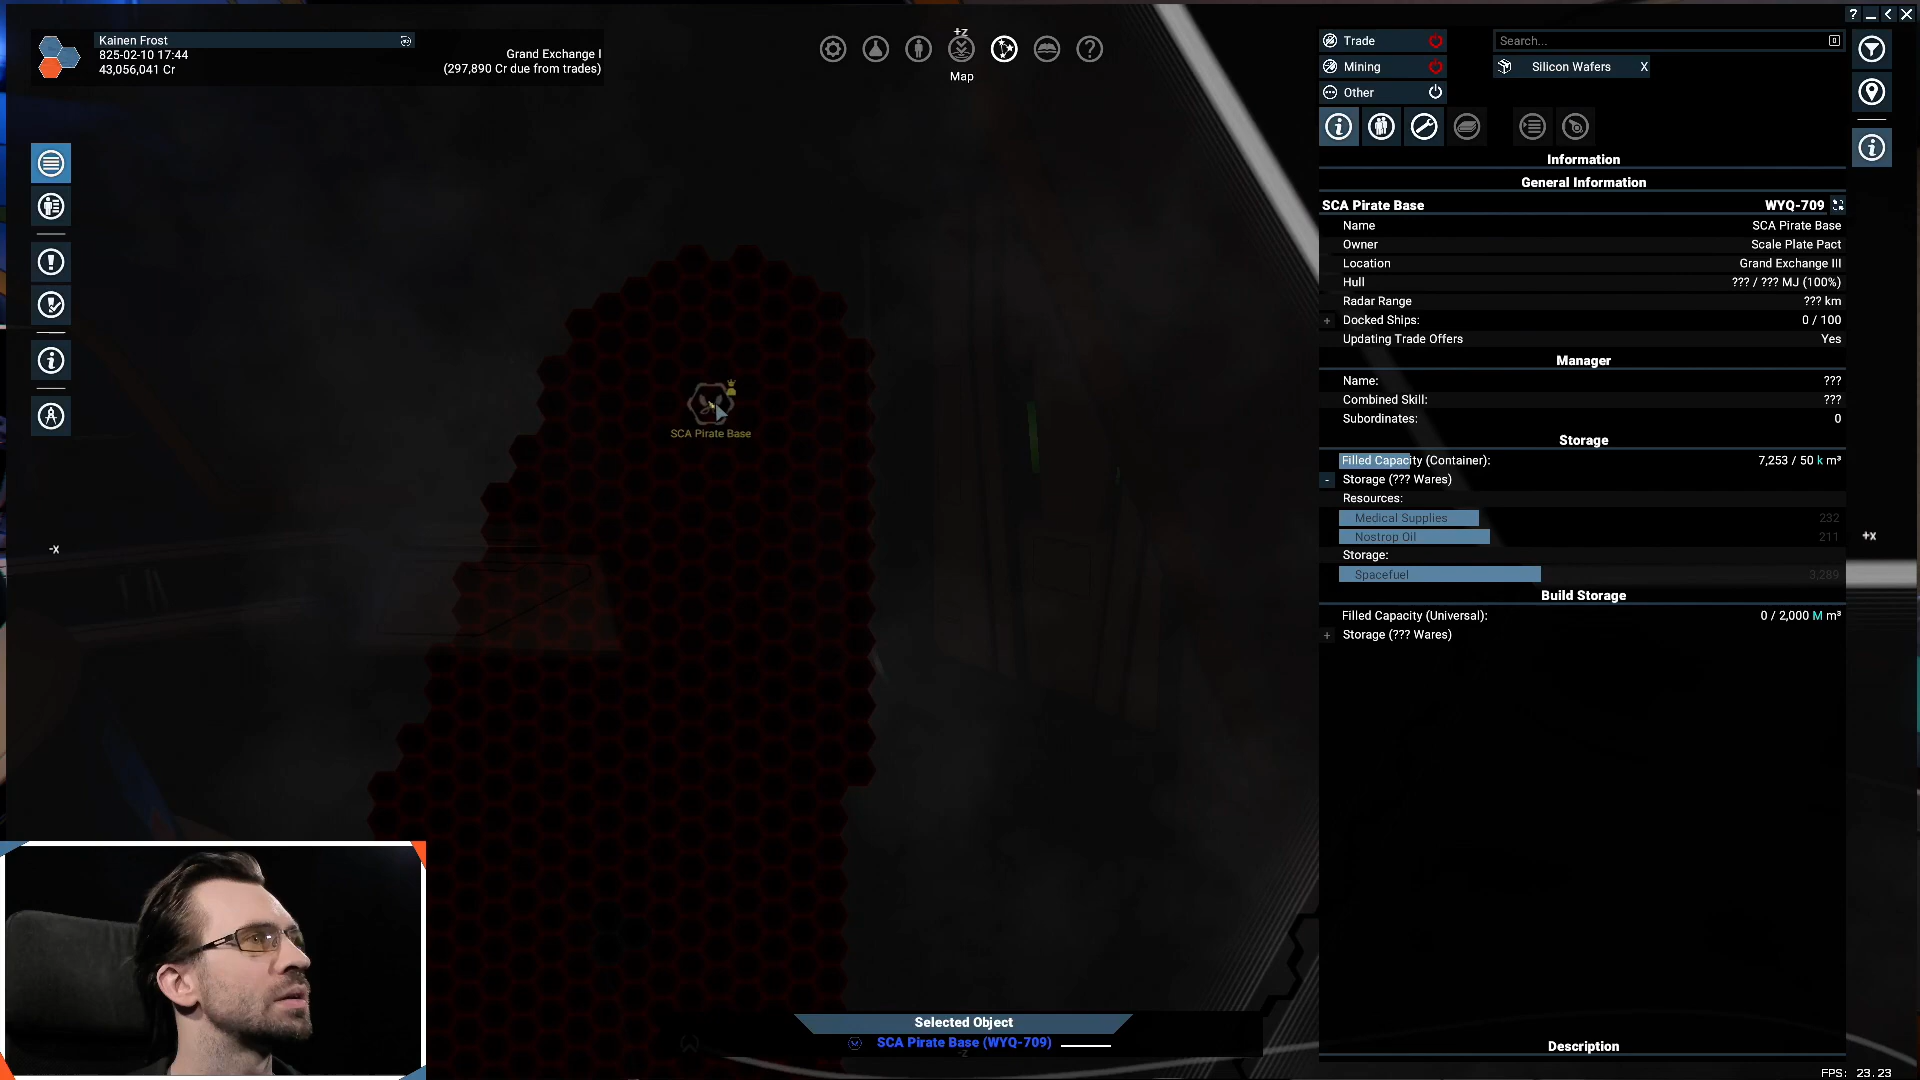 Kainen Frost
825-02-10 17:44
43,056,041 Cr
Grand Exchange I
(297,890 Cr due from trades)
+Z
Map
Trade
Mining
Other
Search...
Silicon Wafers X
Information
General Information
SCA Pirate Base WYQ-709
Name SCA Pirate Base
Owner Scale Plate Pact
Location Grand Exchange III
Hull ??? / ??? MJ (100%)
Radar Range ??? km
+ Docked Ships: 0 / 100
Updating Trade Offers Yes
Manager
Name: ???
Combined Skill: ???
Subordinates: 0
Storage
Filled Capacity (Container): 7,253 / 50 k m³
- Storage (??? Wares)
Resources:
Medical Supplies 232
Nostrop Oil 211
Storage:
Spacefuel 3,289
Build Storage
Filled Capacity (Universal): 0 / 2,000 M m³
+ Storage (??? Wares)
Description
SCA Pirate Base
-X
+X
Selected Object
SCA Pirate Base (WYQ-709)
-Z
FPS: 23.23